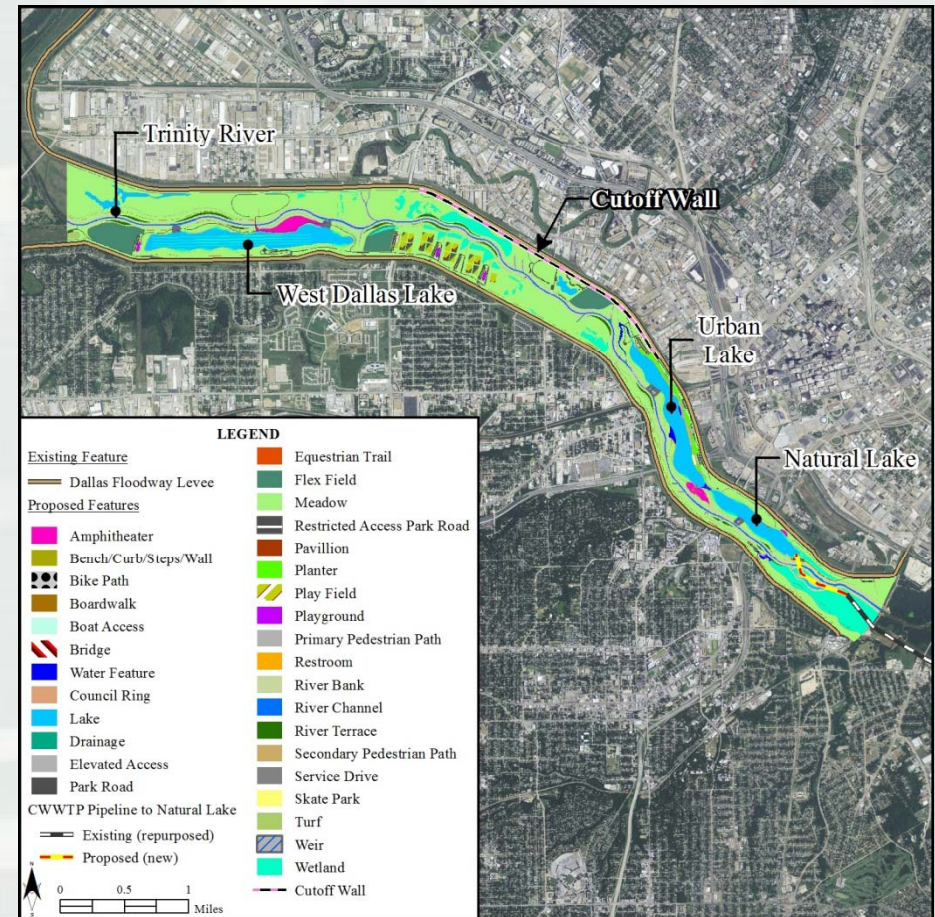 Trinity River
Cutoff Wall
West Dallas Lake
Urban
Lake
Natural Lake
LEGEND
Existing Feature
Dallas Floodway Levee
Proposed Features
Amphitheater
Bench/Curb/Steps/Wall
Bike Path
Boardwalk
Boat Access
Bridge
Water Feature
Council Ring
Lake
Drainage
Elevated Access
Park Road
CWWTP Pipeline to Natural Lake
Existing (repurposed)
Proposed (new)
Equestrian Trail
Flex Field
Meadow
Restricted Access Park Road
Pavillion
Planter
Play Field
Playground
Primary Pedestrian Path
Restroom
River Bank
River Channel
River Terrace
Secondary Pedestrian Path
Service Drive
Skate Park
Turf
Weir
Wetland
Cutoff Wall
N
0 0.5 1
Miles